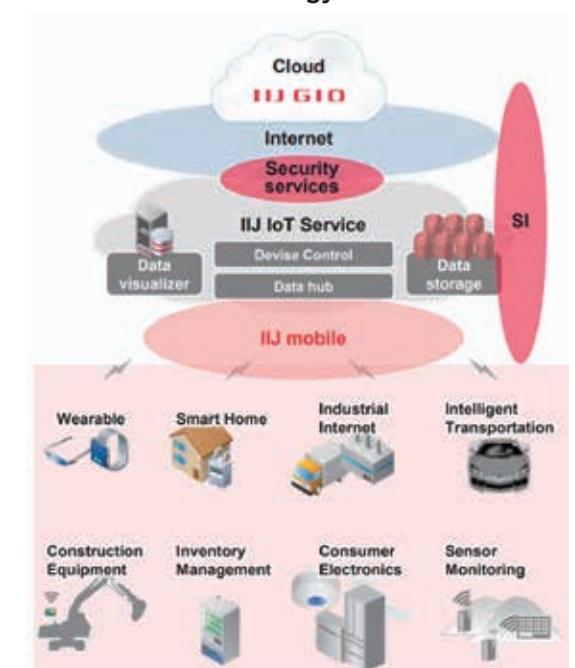 Cloud
IIJ GIO
Internet
Security
services
SI
IIJ IoT Service
Devise Control
Data
visualizer
Data hub
Data
storage
IIJ mobile
Wearable
Smart Home
Industrial
Internet
Intelligent
Transportation
Construction
Equipment
Inventory
Management
Consumer
Electronics
Sensor
Monitoring